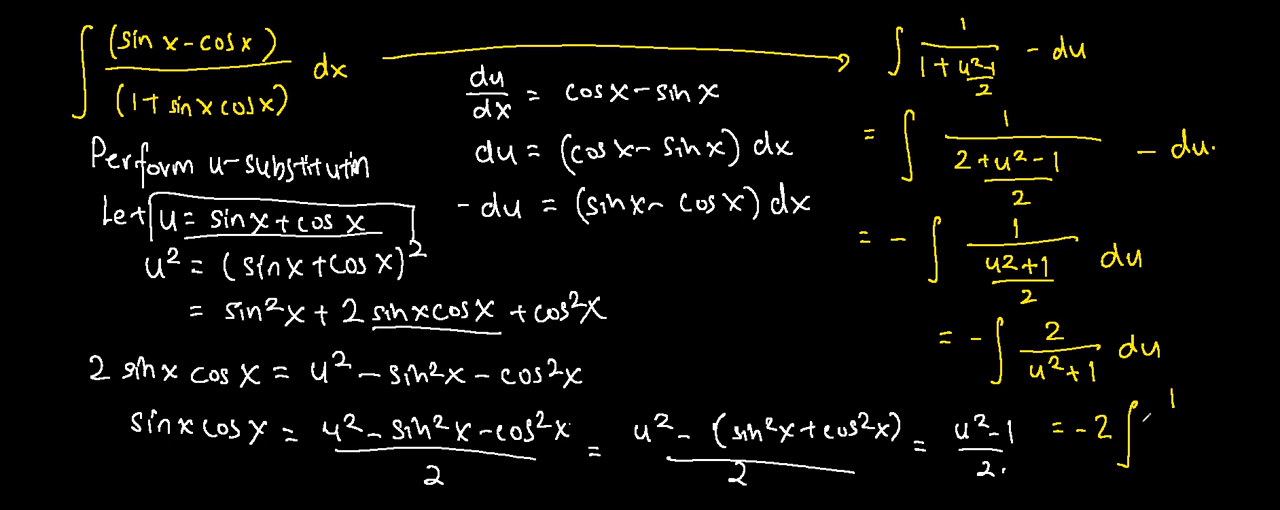 ∫ (sin x - cos x) / (1 + sin x cos x) dx
Perform u-substitutin
Let u = sin x + cos x
u² = (sin x + cos x)²
= sin²x + 2 sin x cos x + cos²x
2 sin x cos x = u² - sin²x - cos²x
sin x cos x = (u² - sin²x - cos²x) / 2 = (u² - (sin²x + cos²x)) / 2 = (u² - 1) / 2.
du/dx = cos x - sin x
du = (cos x - sin x) dx
- du = (sin x - cos x) dx
∫ 1 / (1 + (u² - 1)/2) - du
= ∫ 1 / ((2 + u² - 1)/2) - du.
= - ∫ 1 / ((u² + 1)/2) du
= - ∫ 2 / (u² + 1) du
= -2 ∫ 1